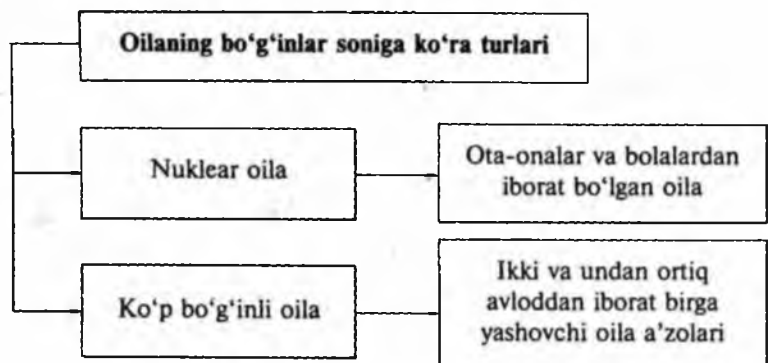 Oilaning bo‘g‘inlar soniga ko‘ra turlari
Nuklear oila
Ota-onalar va bolalardan
iborat bo‘lgan oila
Ko‘p bo‘g‘inli oila
Ikki va undan ortiq
avloddan iborat birga
yashovchi oila a’zolari